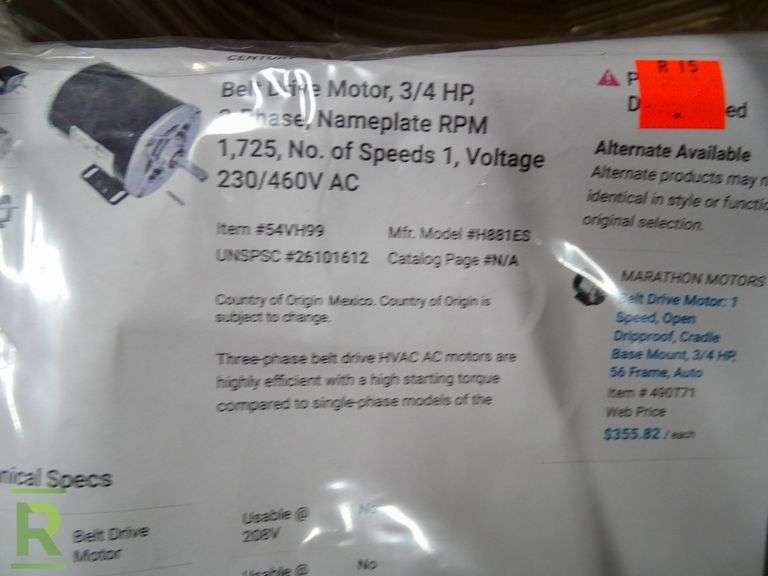 Belt Drive Motor, 3/4 HP,
Phase, Nameplate RPM
1,725, No. of Speeds 1, Voltage
230/460V AC
Item #54VH99
Mfr. Model #H881ES
UNSPSC #26101612
Catalog Page #N/A
Country of Origin Mexico. Country of Origin is
subject to change.
Three-phase belt drive HVAC AC motors are
highly efficient with a high starting torque
compared to single-phase models of the
nical Specs
Belt Drive
Motor
Usable @
208V
No
Usable @
No
R 15
P
D ed
Alternate Available
Alternate products may n
identical in style or functio
original selection.
MARATHON MOTORS
Belt Drive Motor: 1
Speed, Open
Dripproof, Cradle
Base Mount, 3/4 HP,
56 Frame, Auto
Item # 490T71
Web Price
$355.82 / each
R